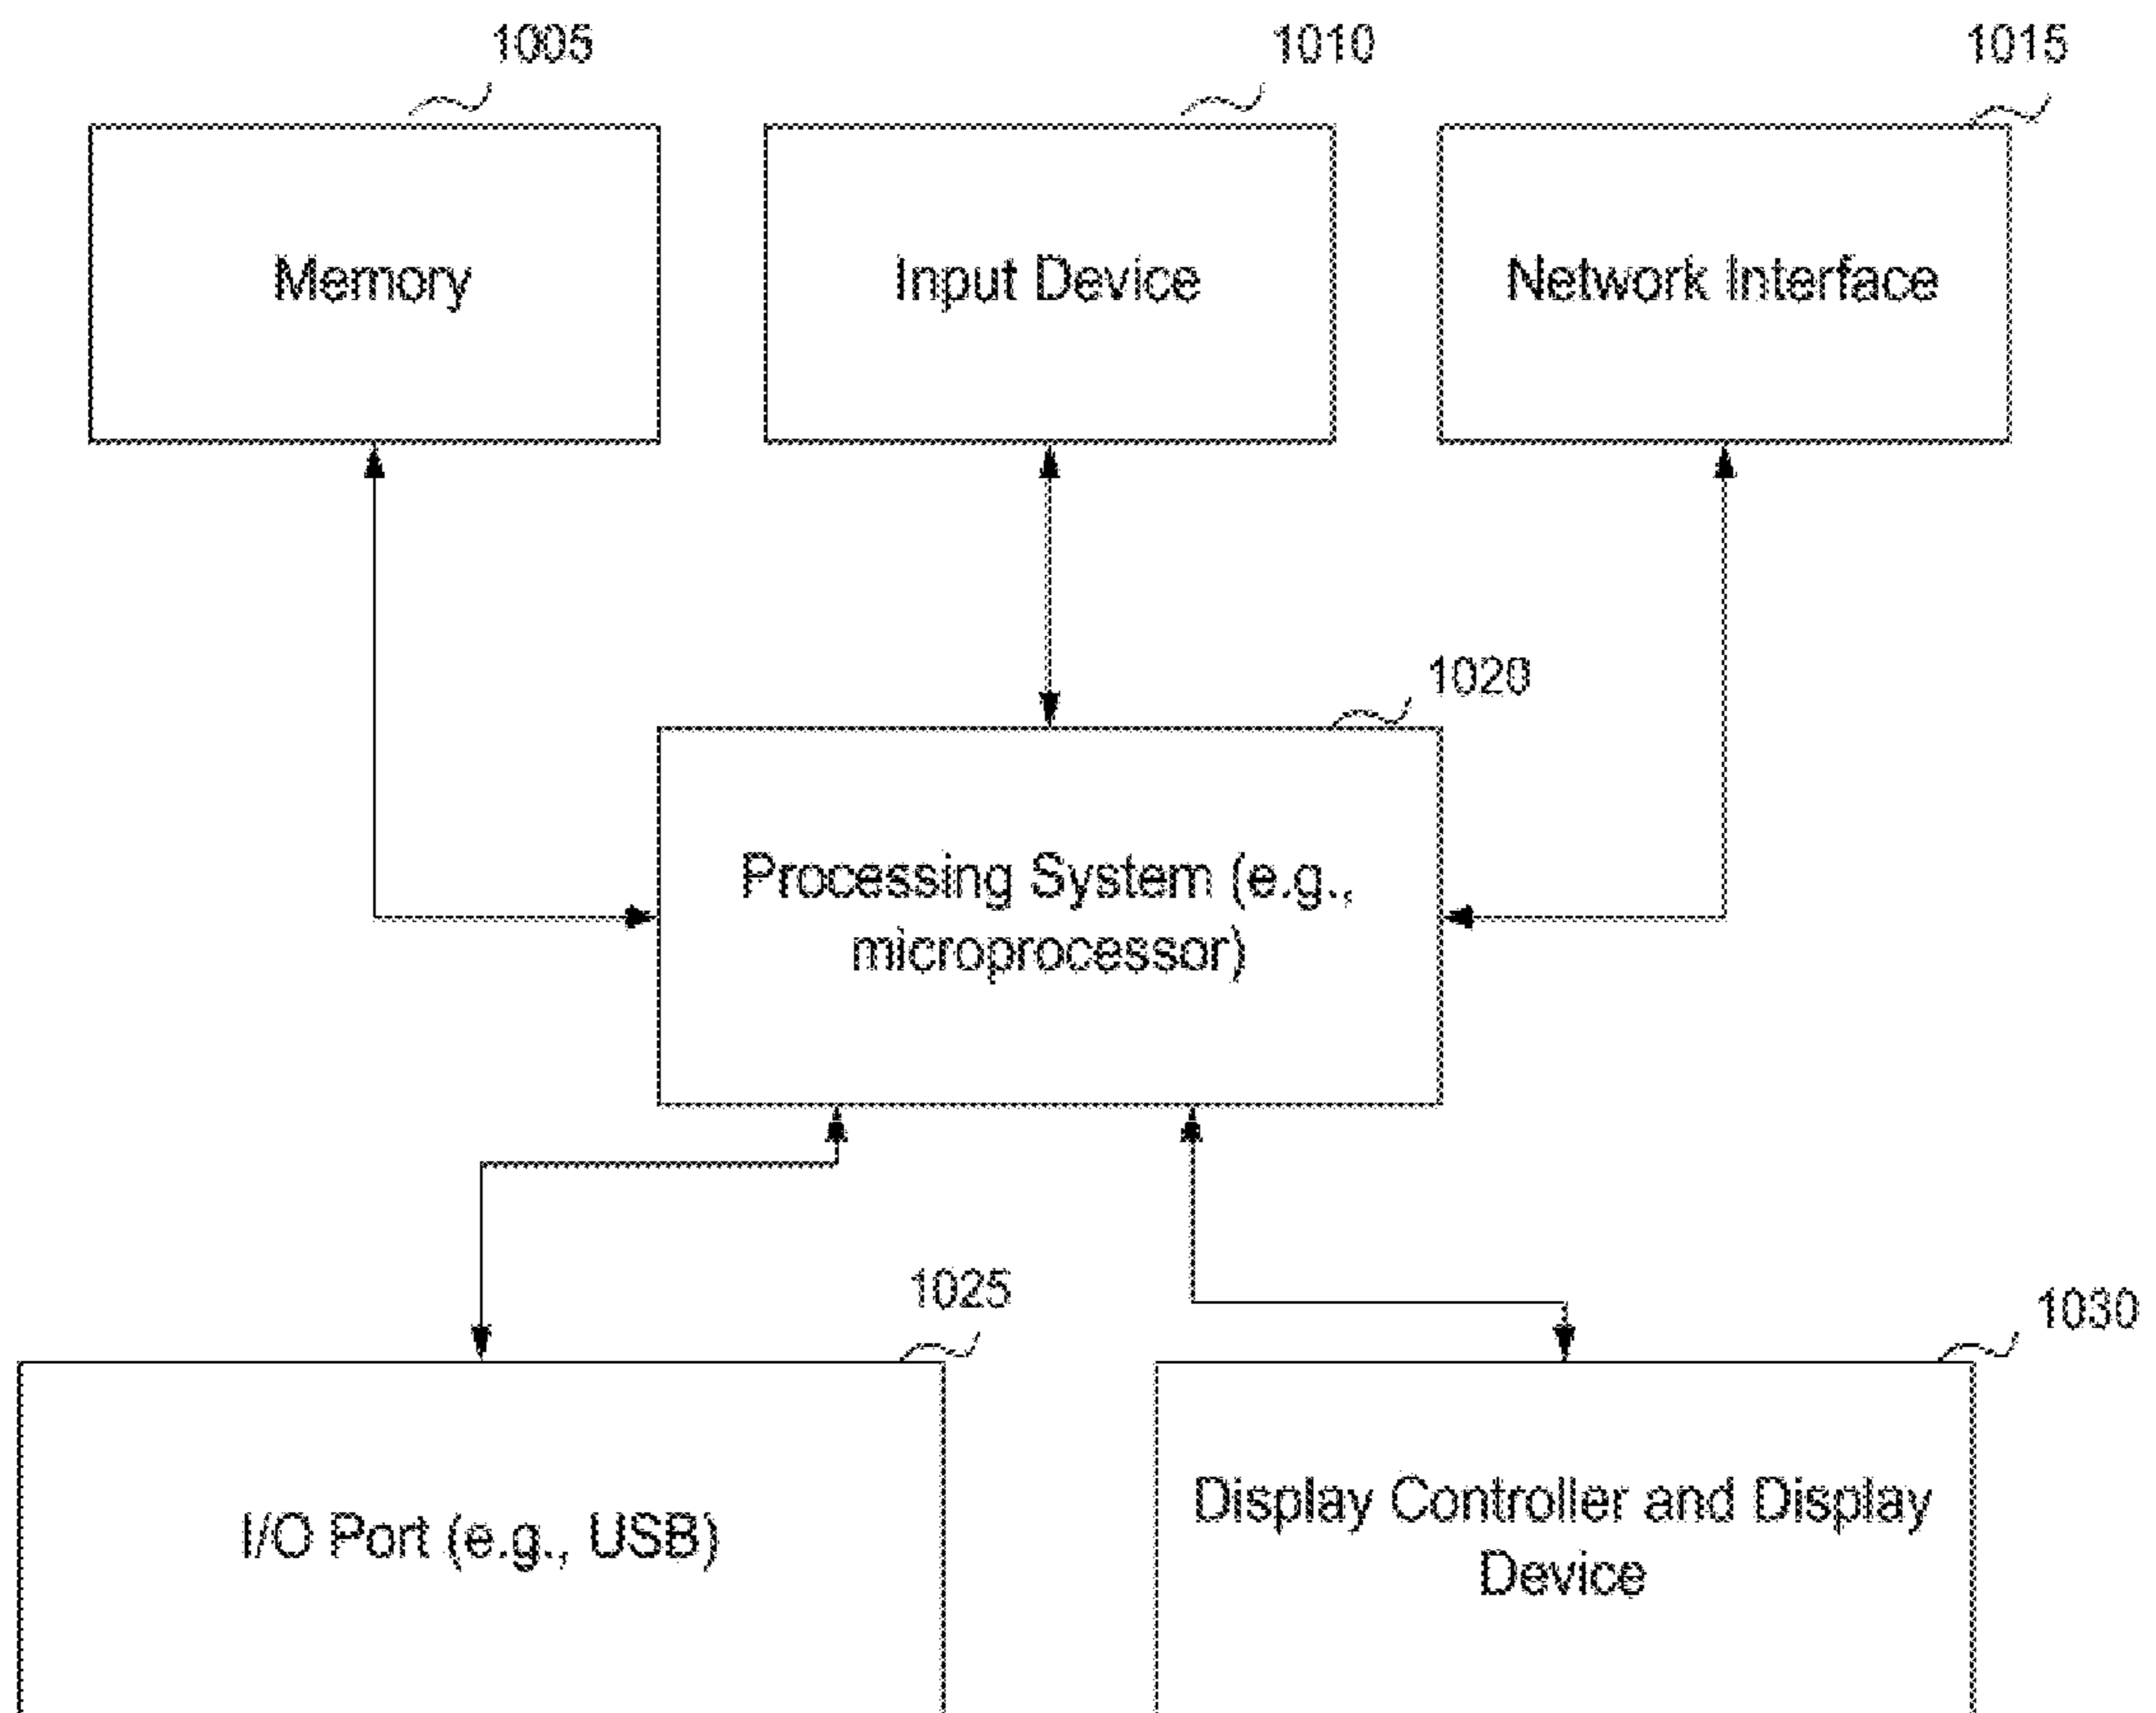 1005
1010
1015
Memory
Input Device
Network Interface
1020
Processing System (e.g.,
microprocessor)
1025
1030
I/O Port (e.g., USB)
Display Controller and Display
Device